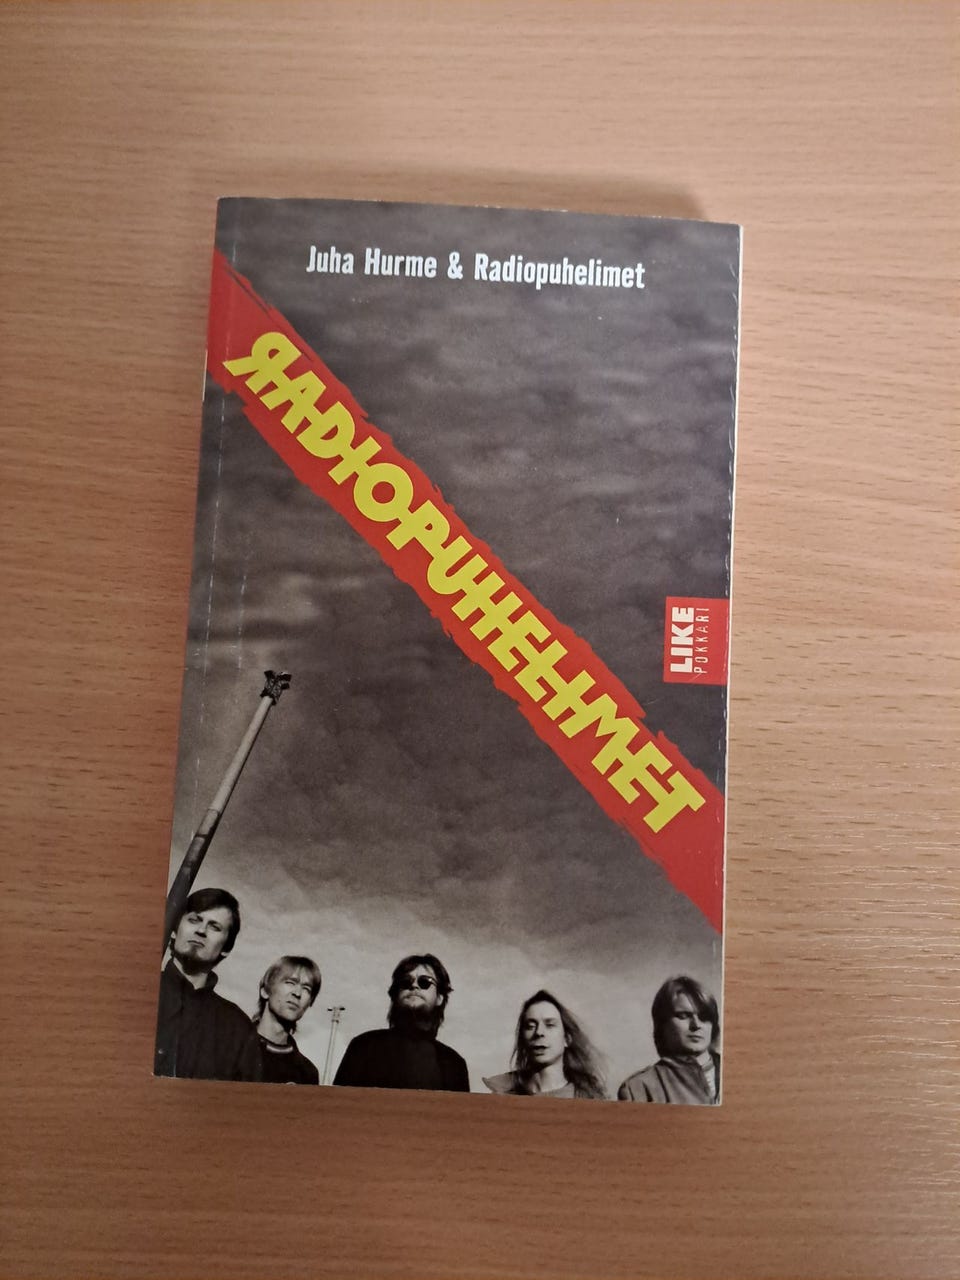 Juha Hurme & Radiopuhelimet
RADIOPUHELIMET
LIKE
POKKARI